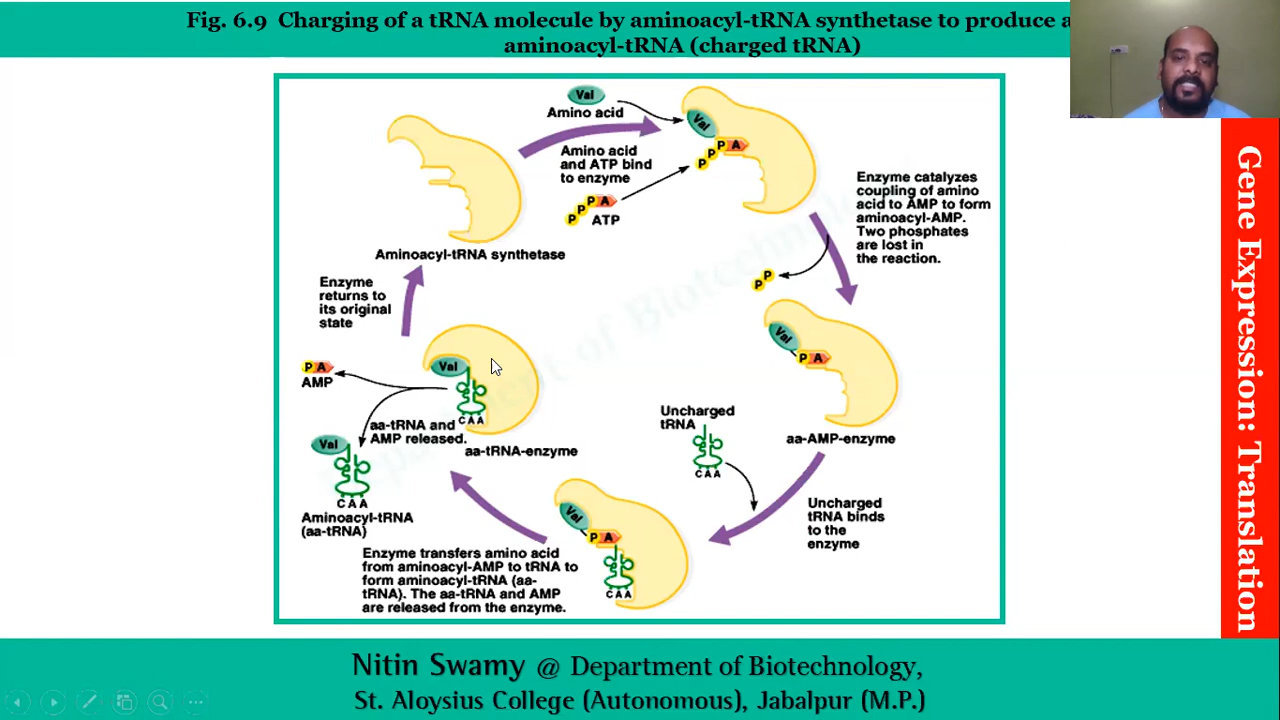 Fig. 6.9 Charging of a tRNA molecule by aminoacyl-tRNA synthetase to produce
aminoacyl-tRNA (charged tRNA)
Val
Amino acid
Amino acid
and ATP bind
to enzyme
P P P A
ATP
Val
P P P A
Aminoacyl-tRNA synthetase
Enzyme catalyzes
coupling of amino
acid to AMP to form
aminoacyl-AMP.
Two phosphates
are lost in
the reaction.
P P
Val
P A
aa-AMP-enzyme
Uncharged
tRNA
C A A
Uncharged
tRNA binds
to the
enzyme
Val
P A
C A A
Enzyme transfers amino acid
from aminoacyl-AMP to tRNA to
form aminoacyl-tRNA (aa-
tRNA). The aa-tRNA and AMP
are released from the enzyme.
Val
C A A
aa-tRNA-enzyme
aa-tRNA and
AMP released.
P A
AMP
Val
C A A
Aminoacyl-tRNA
(aa-tRNA)
Enzyme
returns to
its original
state
Gene Expression: Translation
Nitin Swamy @ Department of Biotechnology,
St. Aloysius College (Autonomous), Jabalpur (M.P.)